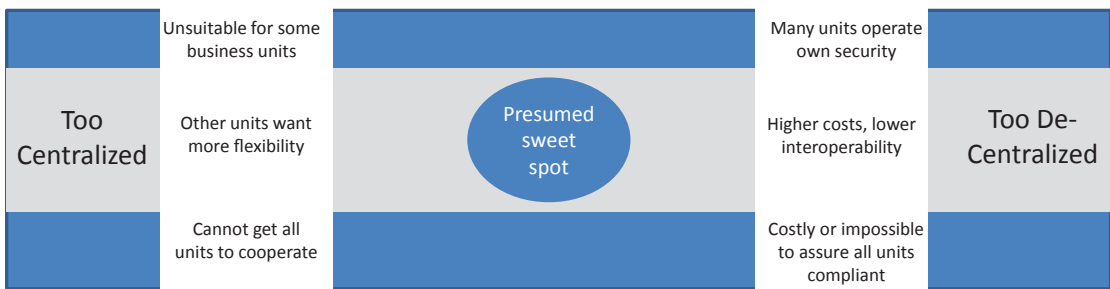 Too
Centralized
Unsuitable for some
business units
Other units want
more flexibility
Cannot get all
units to cooperate
Presumed
sweet
spot
Many units operate
own security
Higher costs, lower
interoperability
Costly or impossible
to assure all units
compliant
Too De-
Centralized